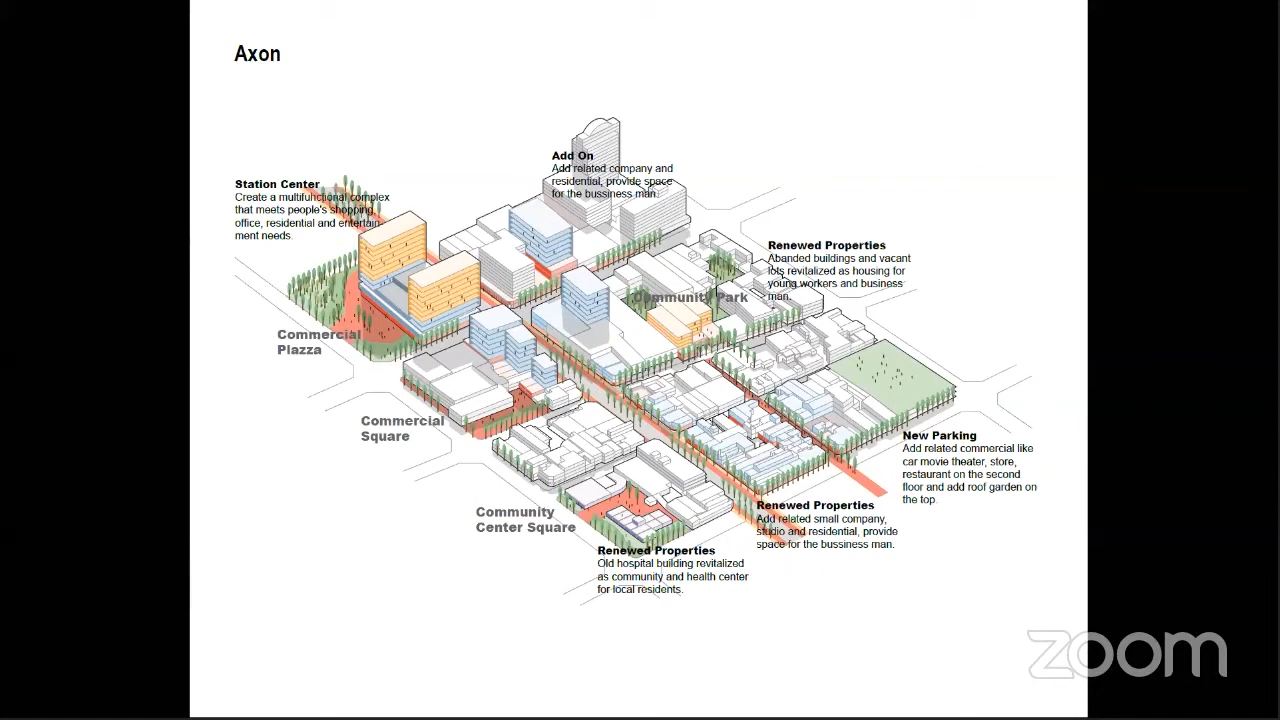 Axon
Add On
Add related company and
residential, provide space
for the bussiness man.
Station Center
Create a multifunctional complex
that meets people's shopping,
office, residential and entertain-
ment needs.
Renewed Properties
Abanded buildings and vacant
lots revitalized as housing for
young workers and business
man.
Community Park
Commercial
Plazza
Commercial
Square
New Parking
Add related commercial like
car movie theater, store,
restaurant on the second
floor and add roof garden on
the top.
Community
Center Square
Renewed Properties
Add related small company,
studio and residential, provide
space for the bussiness man.
Renewed Properties
Old hospital building revitalized
as community and health center
for local residents.
zoom